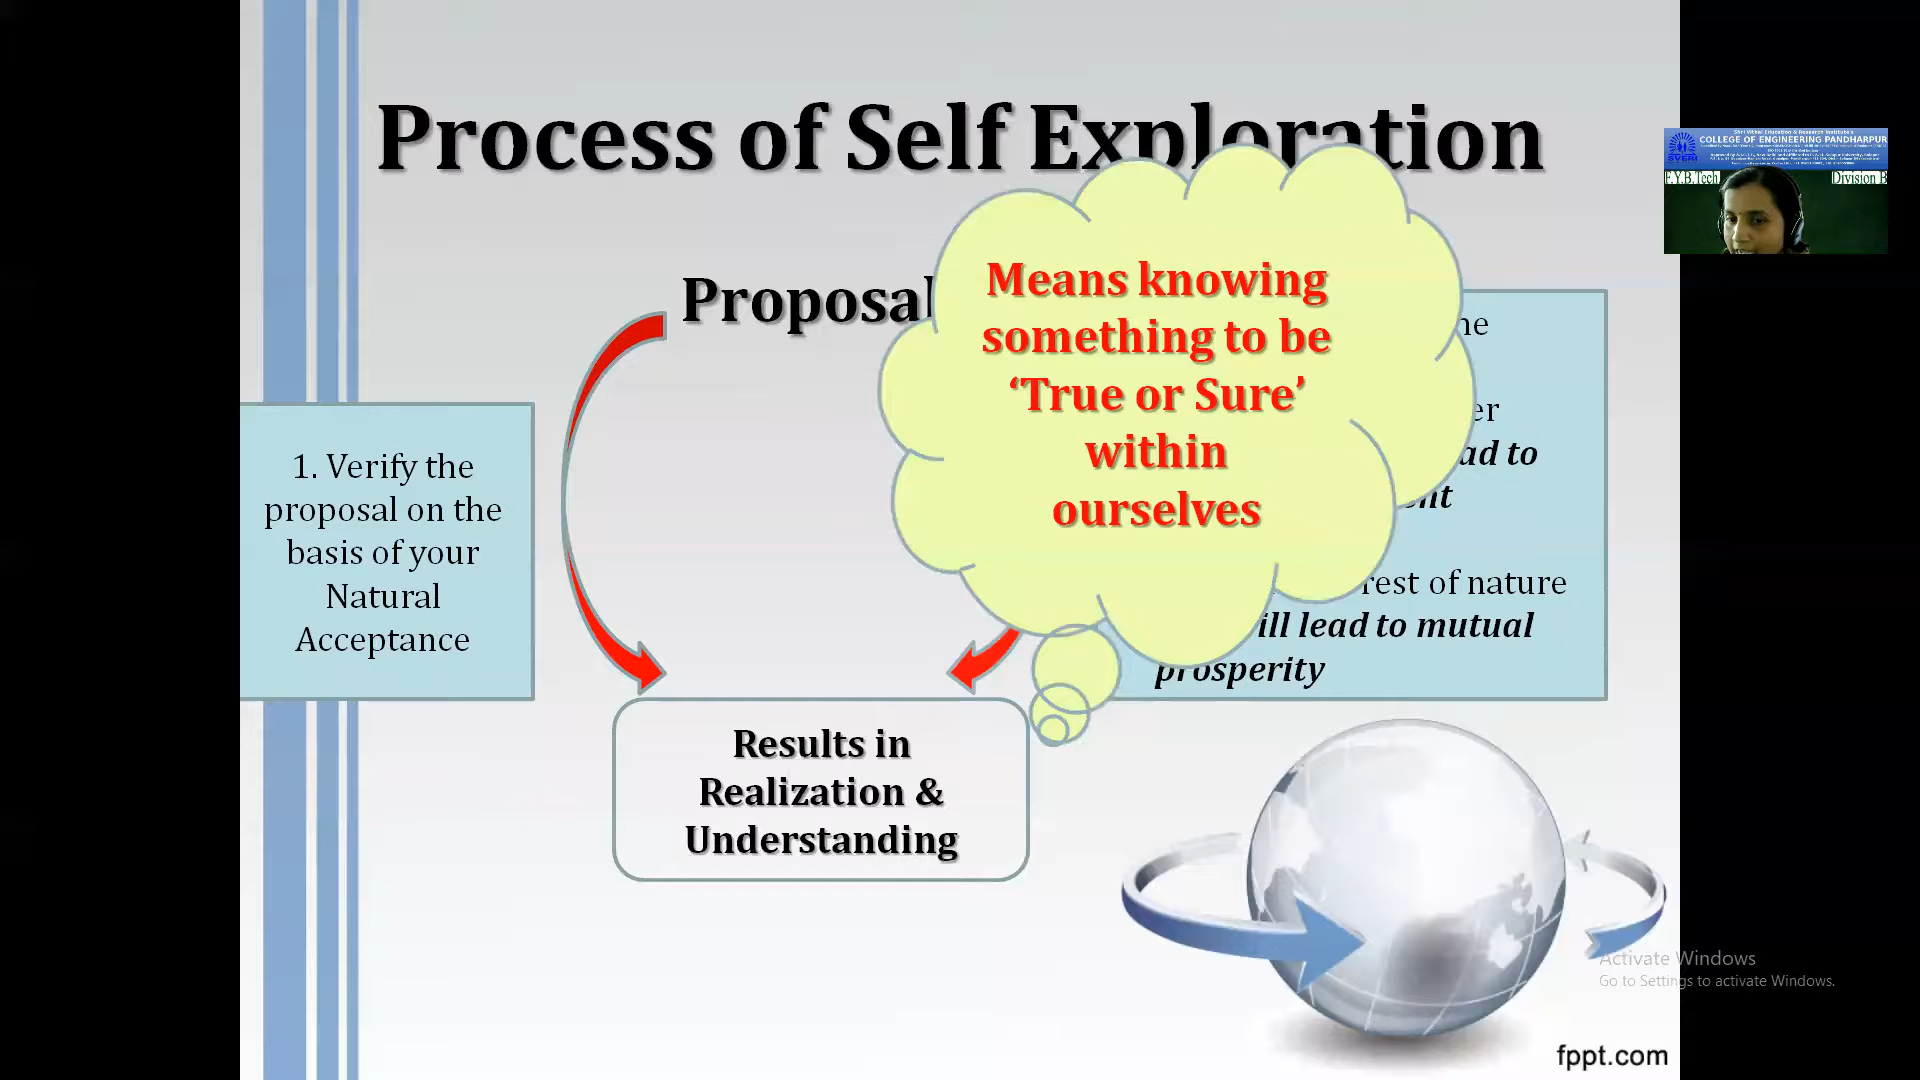 Process of Self Exploration
Proposal
Means knowing
something to be
‘True or Sure’
within
ourselves
1. Verify the
proposal on the
basis of your
Natural
Acceptance
rest of nature
lead to mutual
prosperity
Results in
Realization &
Understanding
COLLEGE OF ENGINEERING PANDHARPUR
SVERI
F.Y.B.Tech
Division B
Activate Windows
Go to Settings to activate Windows.
fppt.com